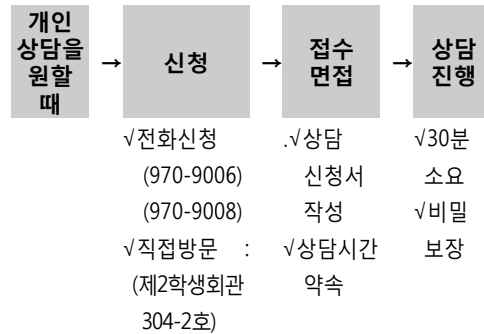 개인
상담을
원할
때
→
신청
→
접수
면접
→
상담
진행
√전화신청
(970-9006)
(970-9008)
√직접방문 :
(제2학생회관
304-2호)
.√상담
신청서
작성
√상담시간
약속
√30분
소요
√비밀
보장